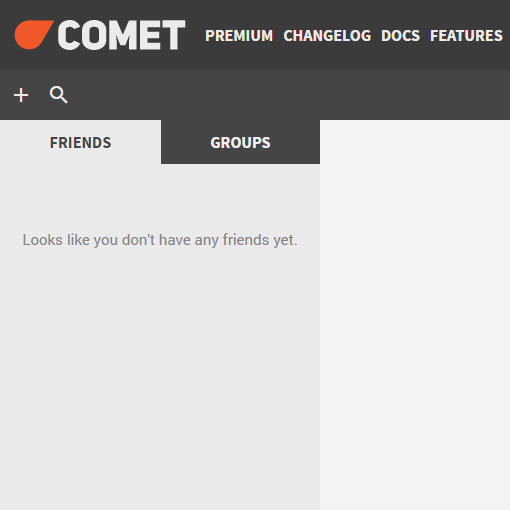 COMET PREMIUM CHANGELOG DOCS FEATURES
FRIENDS GROUPS
Looks like you don't have any friends yet.